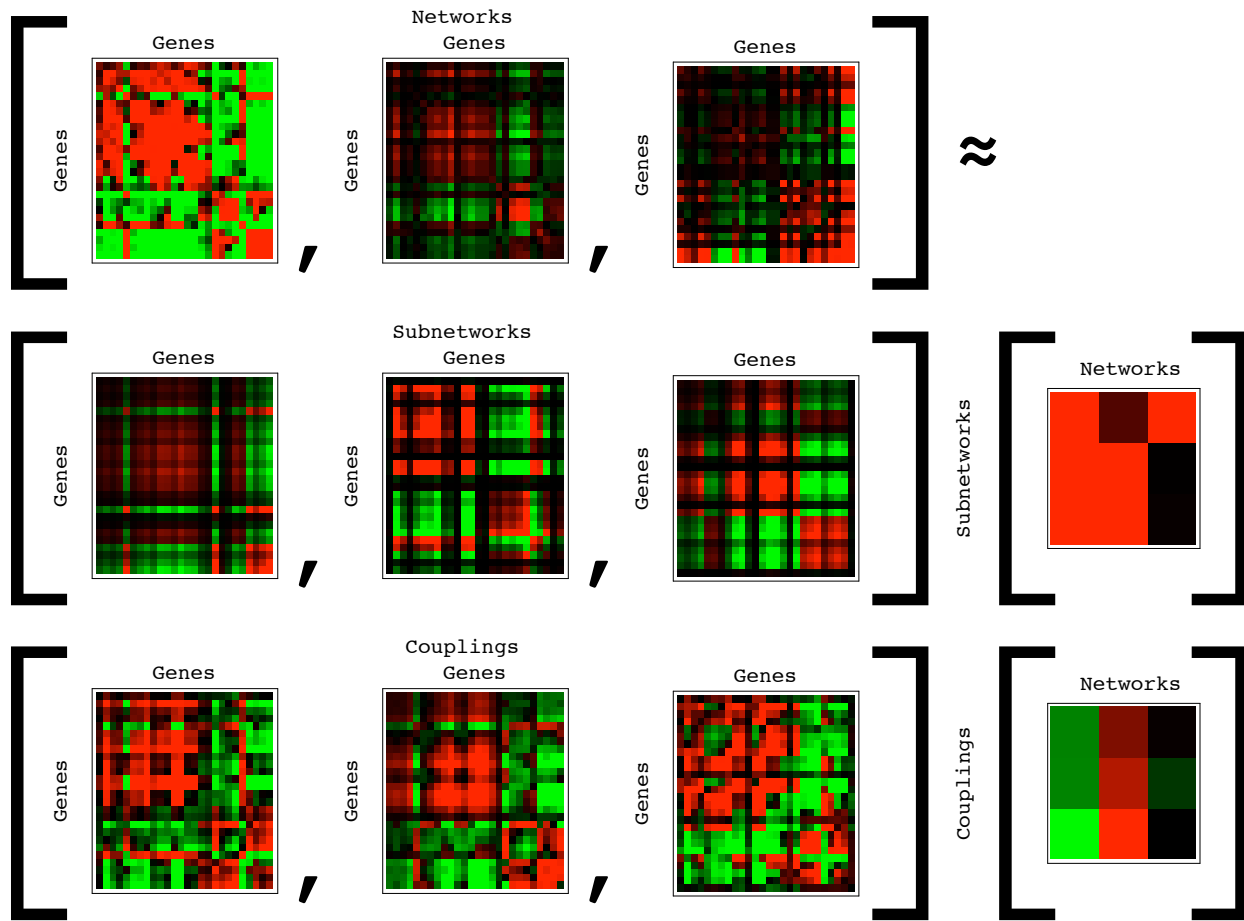 Networks
Genes Genes Genes
Genes Genes Genes
, , ≈
Subnetworks
Genes Genes Genes Networks
Genes Genes Genes Subnetworks
, ,
Couplings
Genes Genes Genes Networks
Genes Genes Genes Couplings
, ,